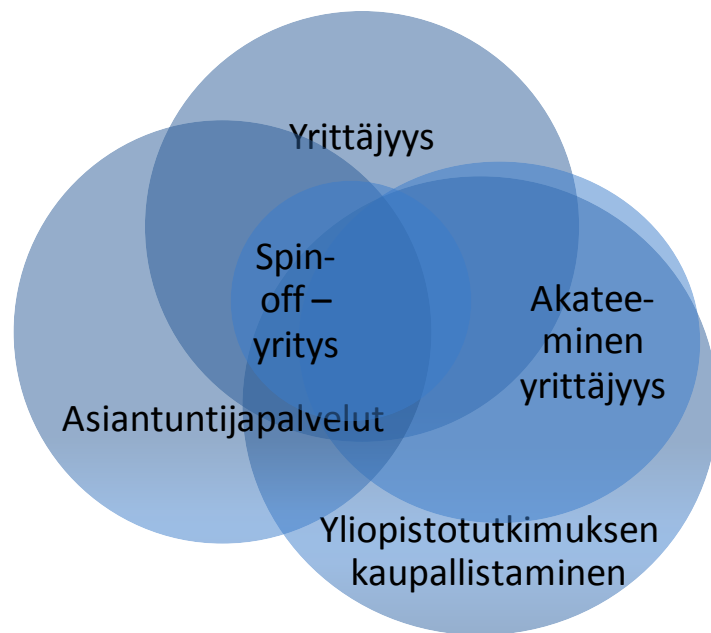 Yrittäjyys
Spin-
off –
yritys
Akatee-
minen
yrittäjyys
Asiantuntijapalvelut
Yliopistotutkimuksen
kaupallistaminen